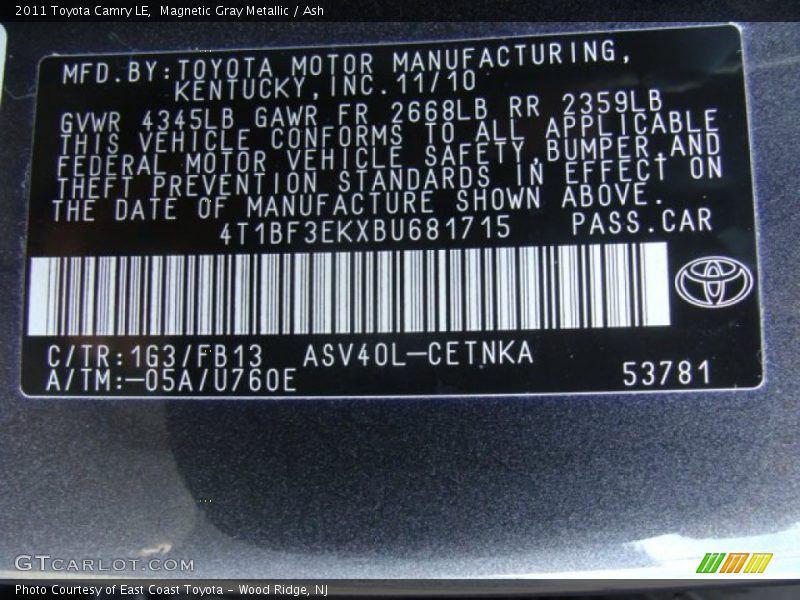 2011 Toyota Camry LE,  Magnetic Gray Metallic / Ash
MFD.BY:TOYOTA MOTOR MANUFACTURING,
KENTUCKY,INC.11/10
GVWR 4345LB GAWR FR 2668LB RR 2359LB
THIS VEHICLE CONFORMS TO ALL APPLICABLE
FEDERAL MOTOR VEHICLE SAFETY,BUMPER,AND
THEFT PREVENTION STANDARDS IN EFFECT ON
THE DATE OF MANUFACTURE SHOWN ABOVE.
4T1BF3EKXBU681715 PASS.CAR
C/TR:1G3/FB13 ASV40L-CETNKA
A/TM:-05A/U760E 53781
GTCARLOT.COM
Photo Courtesy of East Coast Toyota - Wood Ridge, NJ